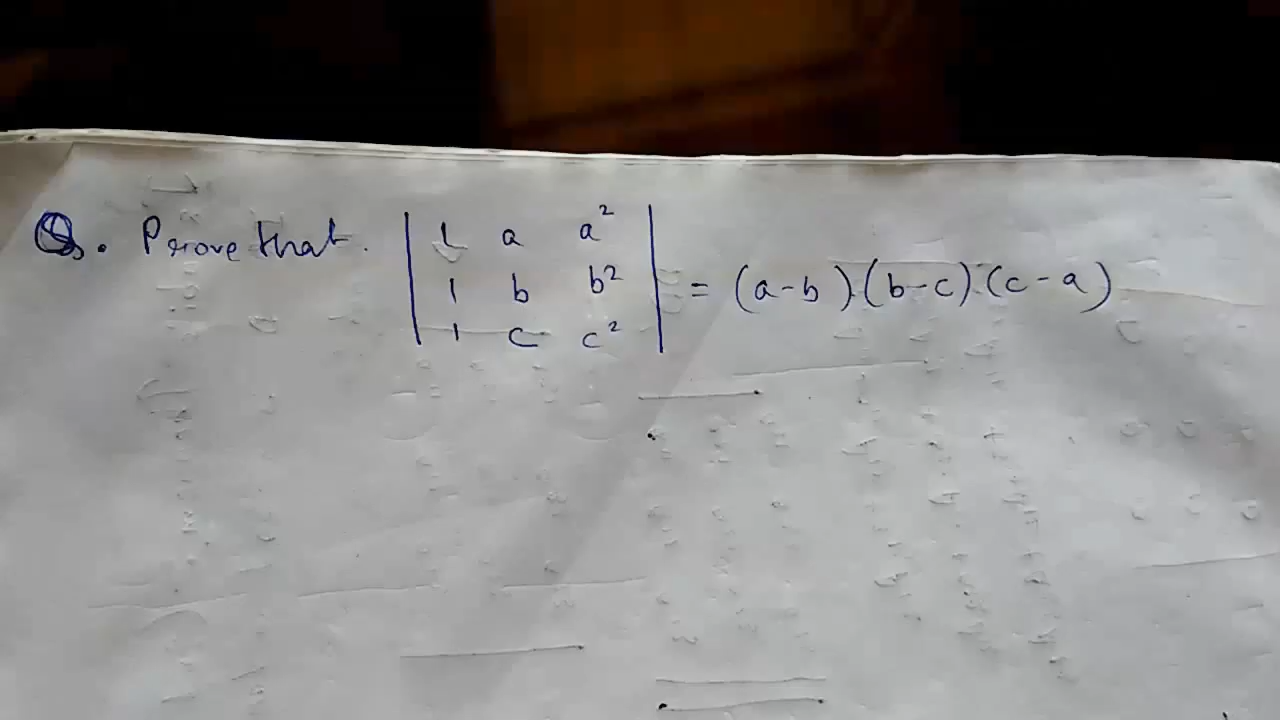 Q. Prove that. | 1 a a² |
| 1 b b² | = (a-b).(b-c).(c-a)
| 1 c c² |